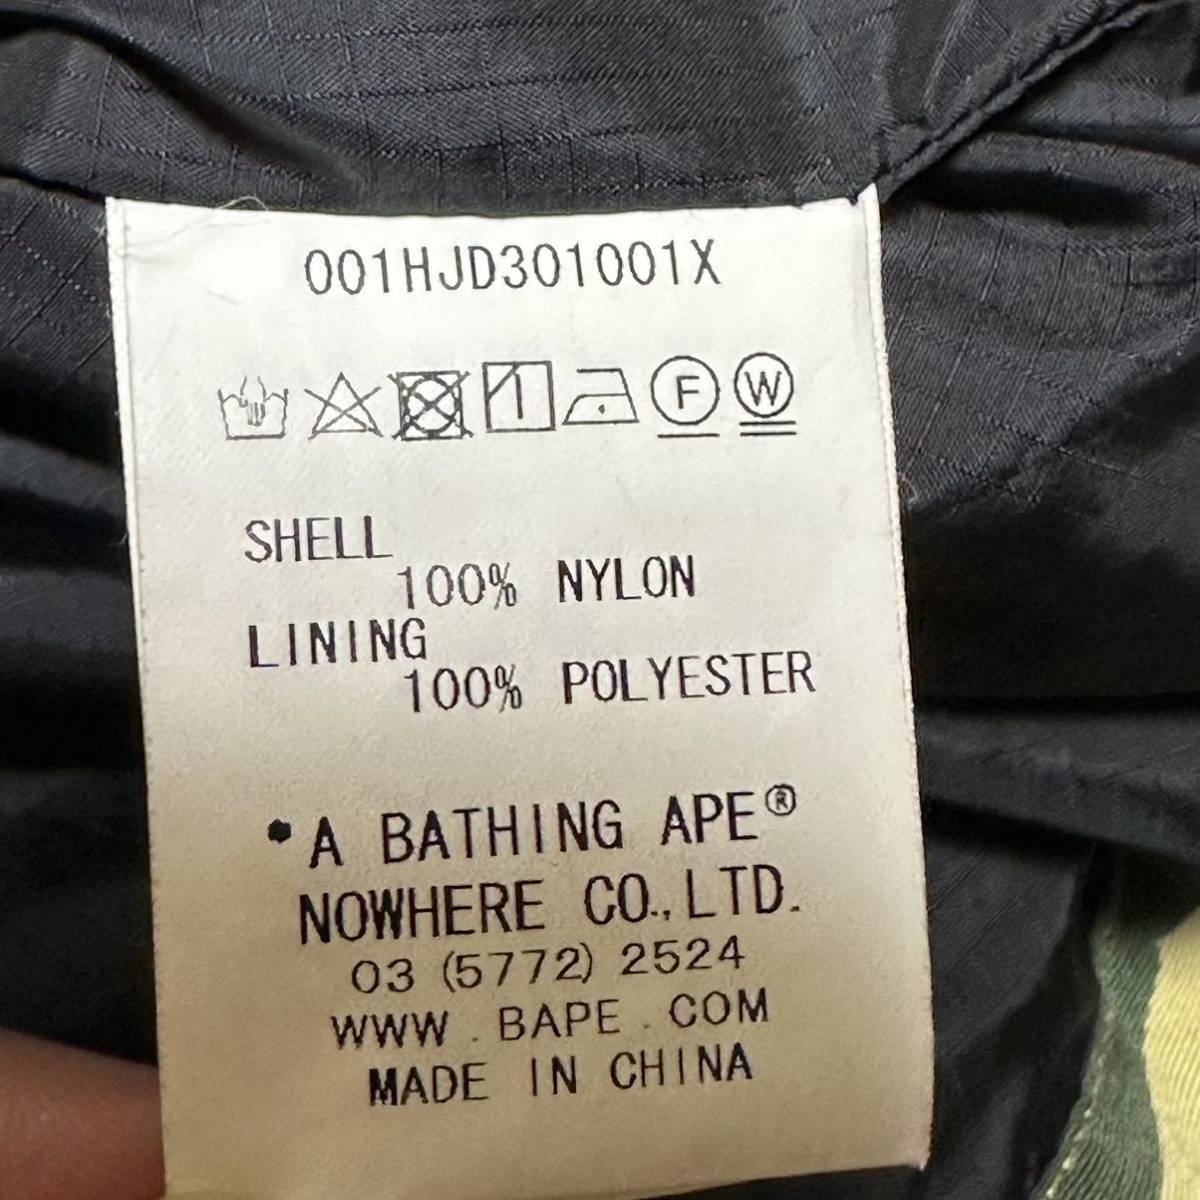 001HJD301001X
F W
SHELL
100% NYLON
LINING
100% POLYESTER
A BATHING APE®
NOWHERE CO.,LTD.
03 (5772) 2524
WWW.BAPE.COM
MADE IN CHINA